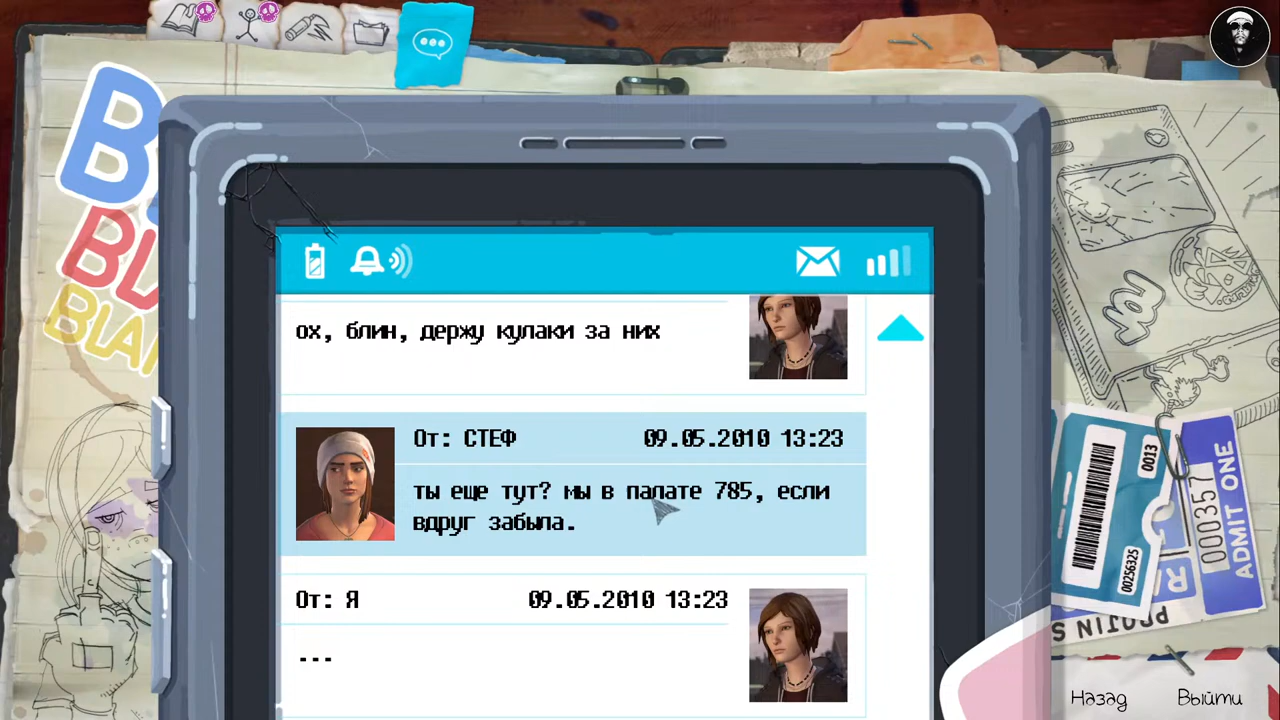 ох, блин, держу кулаки за них
От: СТЕФ 09.05.2010 13:23
ты еще тут? мы в палате 785, если
вдруг забыла.
От: Я 09.05.2010 13:23
...
0013
00256325
000357
ADMIT ONE
Назад Выйти